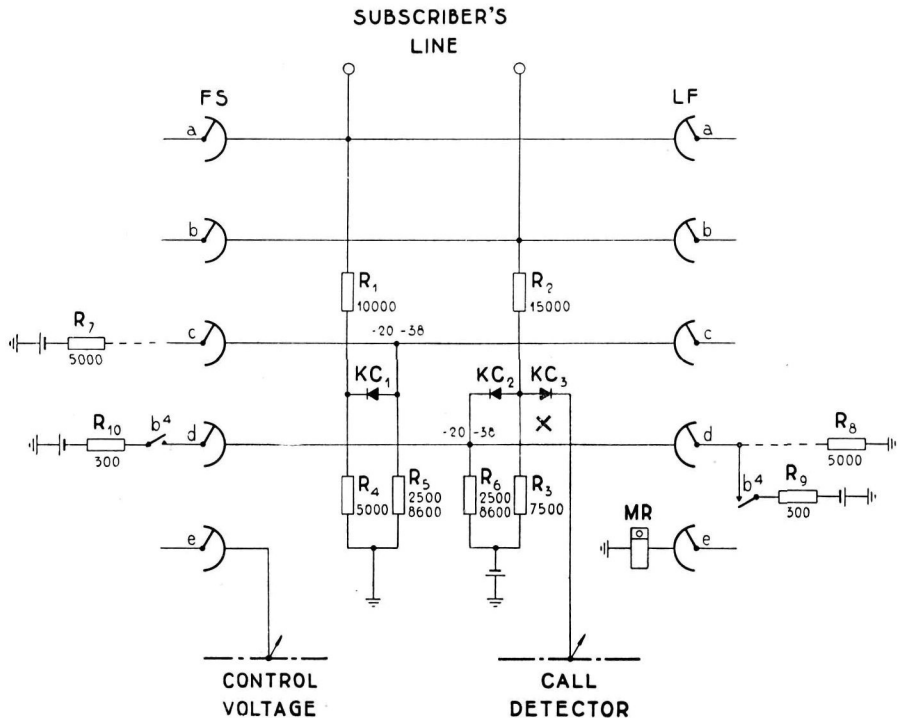 SUBSCRIBER'S
LINE
FS
LF
a
a
b
b
R1
10000
R2
15000
R7
5000
c
-20 -38
c
KC1
KC2
KC3
R10
300
b4
d
-20 -38
X
d
R8
5000
R4
5000
R5
2500
8600
R6
2500
8600
R3
7500
b4
R9
300
MR
e
e
CONTROL
VOLTAGE
CALL
DETECTOR